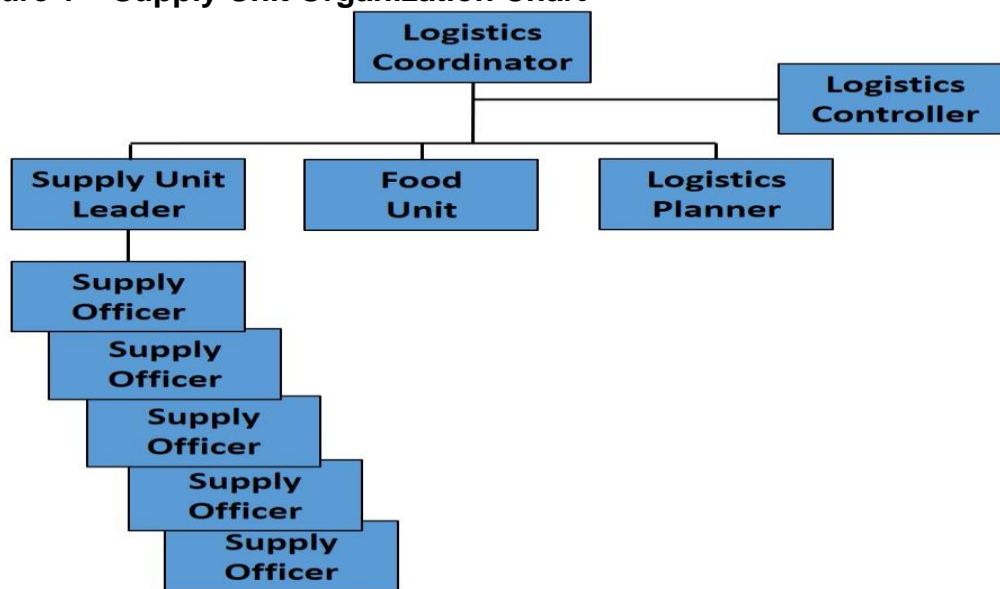 Supply Unit Organization Chart
Logistics
Coordinator
Logistics
Controller
Supply Unit
Leader
Food
Unit
Logistics
Planner
Supply
Officer
Supply
Officer
Supply
Officer
Supply
Officer
Supply
Officer